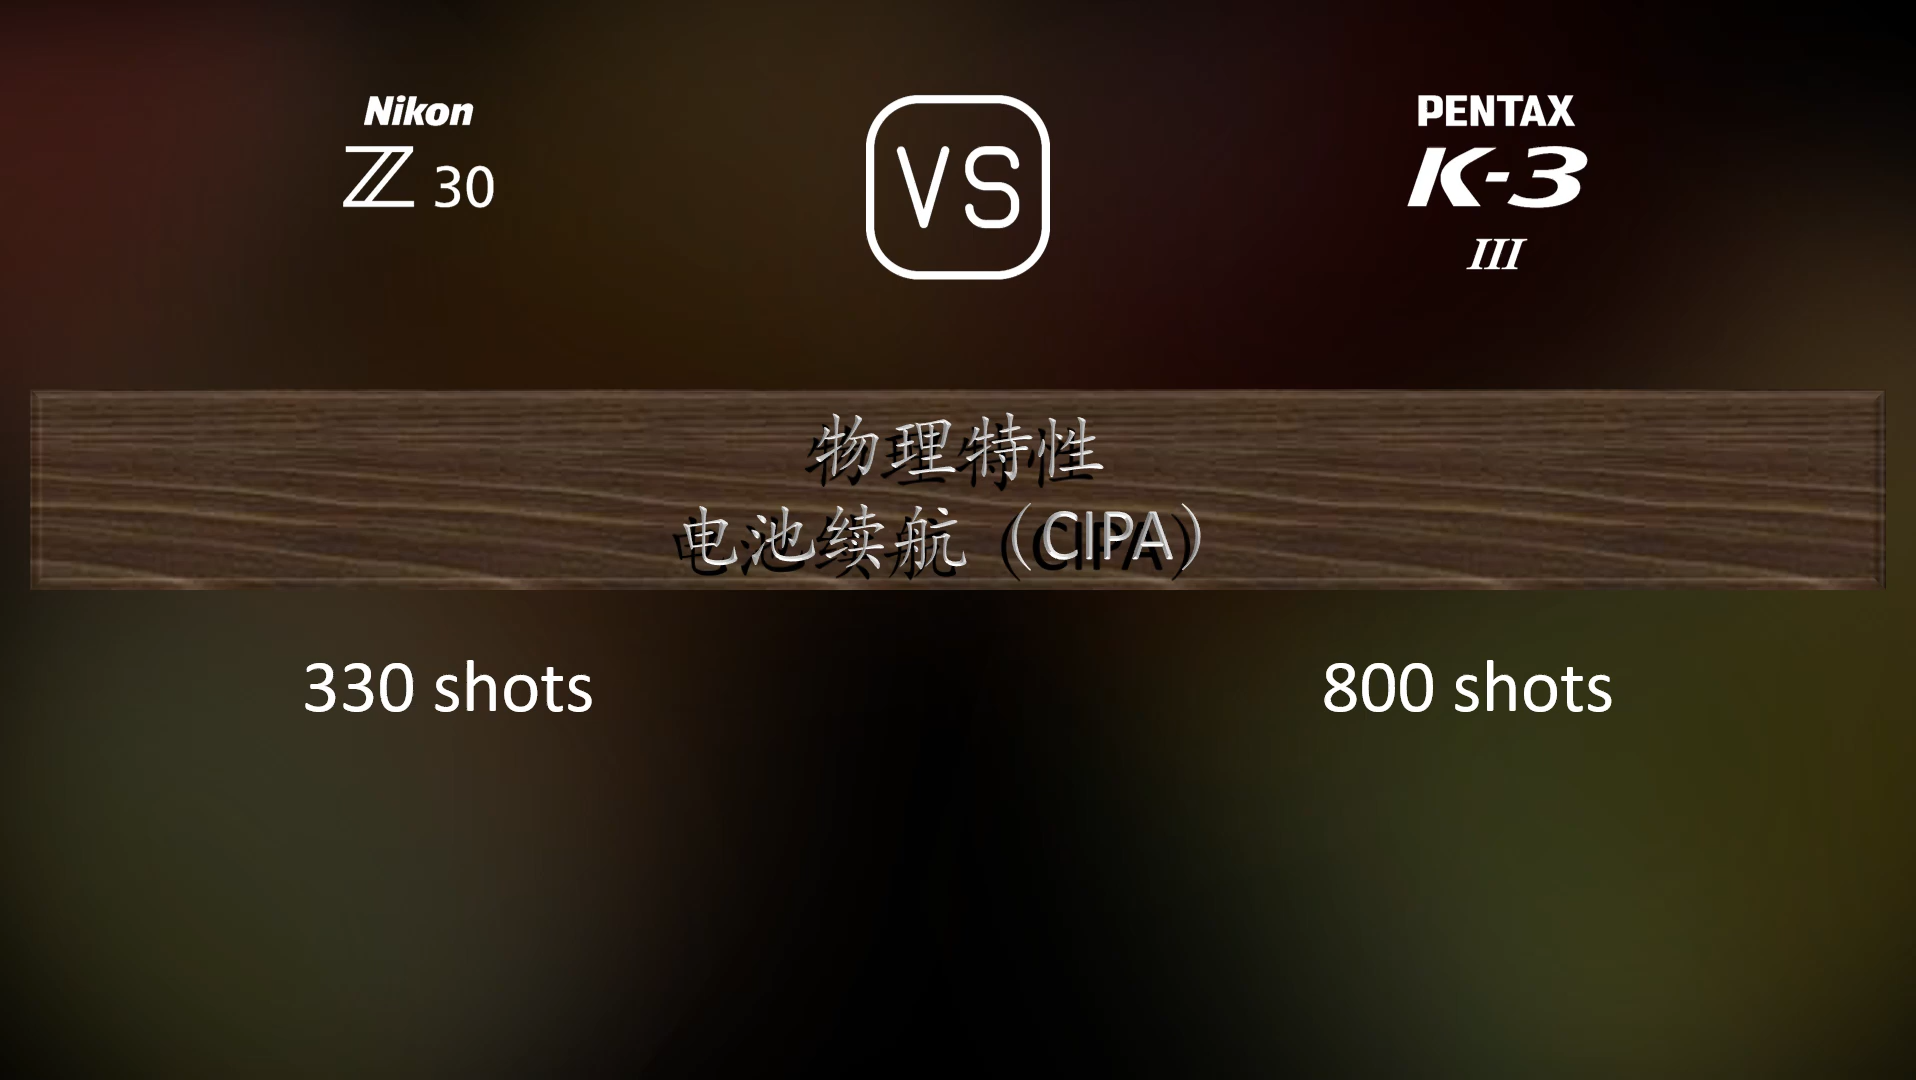 Nikon
Z 30
VS
PENTAX
K-3
III
物理特性
电池续航（CIPA）
330 shots
800 shots